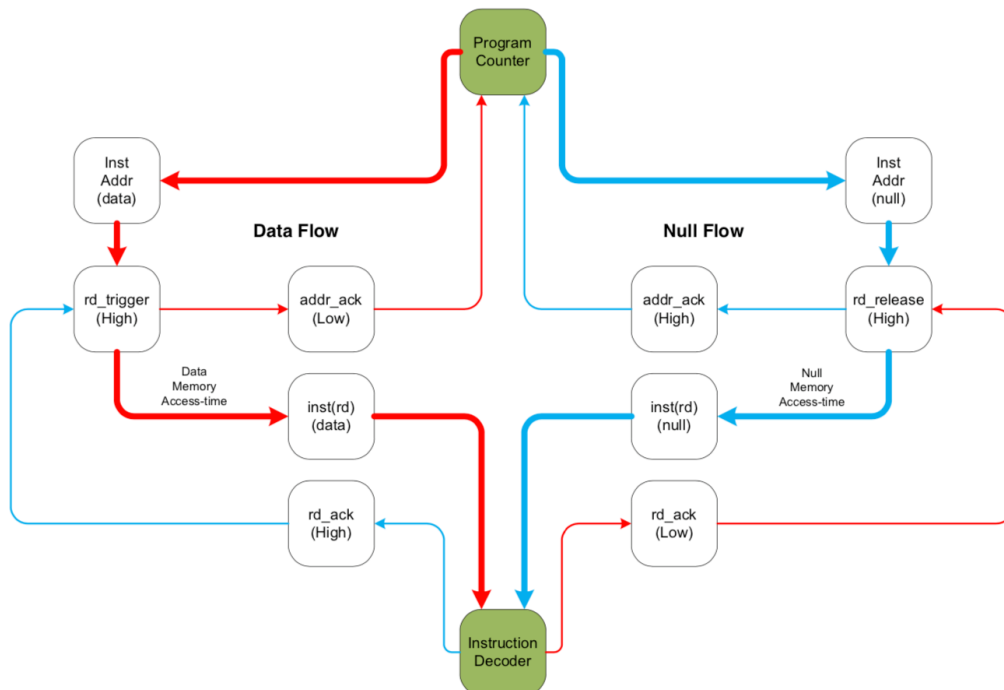 Program
Counter
Inst
Addr
(data)
Inst
Addr
(null)
Data Flow
Null Flow
rd_trigger
(High)
addr_ack
(Low)
addr_ack
(High)
rd_release
(High)
Data
Memory
Access-time
Null
Memory
Access-time
inst(rd)
(data)
inst(rd)
(null)
rd_ack
(High)
rd_ack
(Low)
Instruction
Decoder